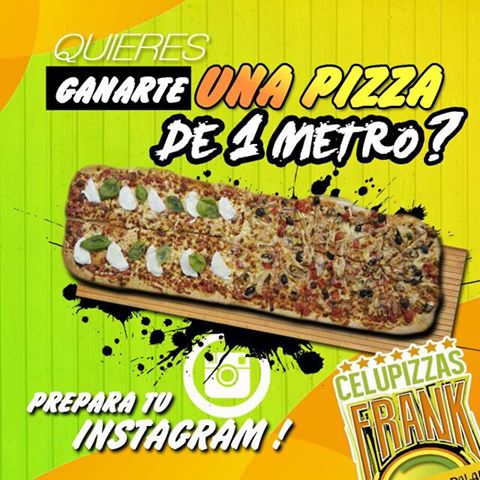 QUIERES
GANARTE UNA PIZZA
DE 1 METRO?
PREPARA TU
INSTAGRAM!
CELUPIZZAS
FRANK